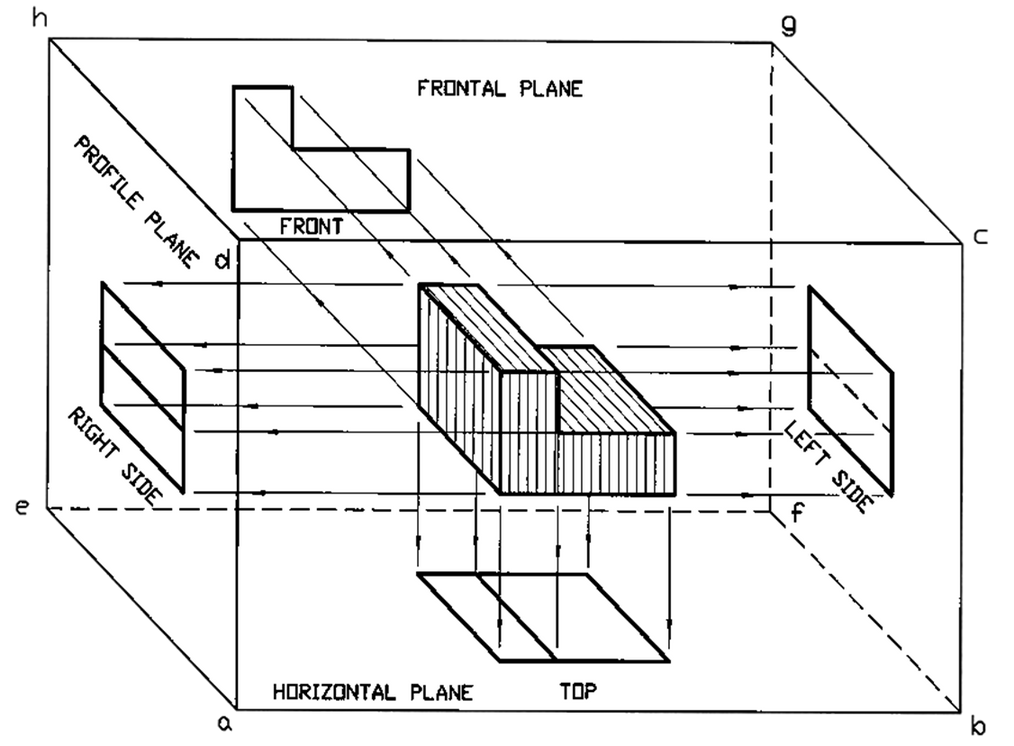 h
g
FRONTAL PLANE
PROFILE PLANE
FRONT
c
d
RIGHT SIDE
LEFT SIDE
e
f
HORIZONTAL PLANE
TOP
a
b